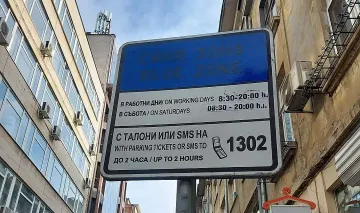 В РАБОТНИ ДНИ/ ON WORKING DAYS 8:30-20:00 h.
В СЪБОТА / ON SATURDAYS 08:30 - 20:00 h.
С ТАЛОНИ ИЛИ SMS НА
WITH PARKING TICKETS OR SMS TO 1302
ДО 2 ЧАСА / UP TO 2 HOURS